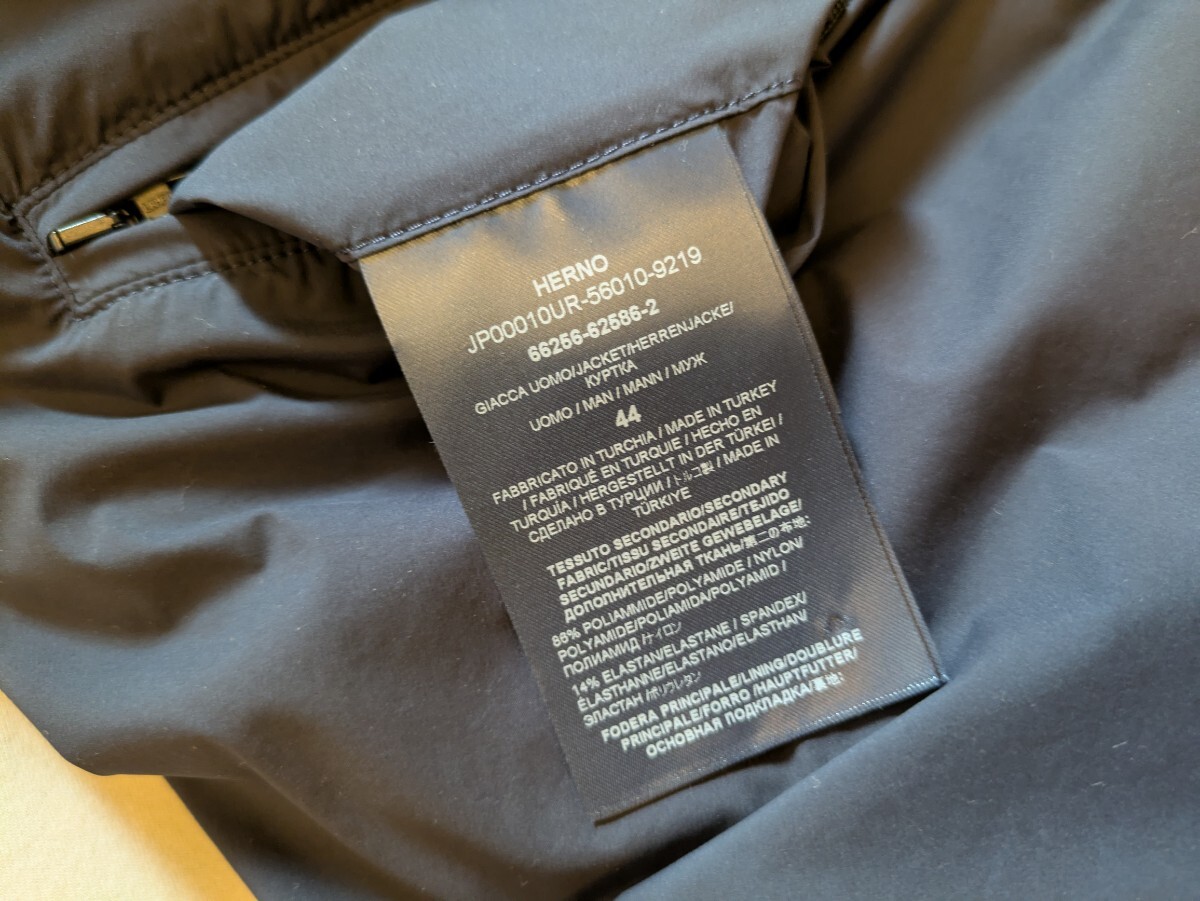 HERNO
JP00010UR-56010-9219
66256-62586-2
GIACCA UOMO/JACKET/HERRENJACKE/
КУРТКА
UOMO / MAN / MANN / МУЖ
44
FABBRICATO IN TURCHIA / MADE IN TURKEY
/ FABRIQUÉ EN TURQUIE / HECHO EN
TURQUÍA / HERGESTELLT IN DER TÜRKEI /
СДЕЛАНО В ТУРЦИИ / トルコ製 / MADE IN
TÜRKIYE
TESSUTO SECONDARIO/SECONDARY
FABRIC/TISSU SECONDAIRE/TEJIDO
SECUNDARIO/ZWEITE GEWEBELAGE/
ДОПОЛНИТЕЛЬНАЯ ТКАНЬ/第二の布地:
86% POLIAMMIDE/POLYAMIDE / NYLON/
POLYAMIDE/POLIAMIDA/POLYAMID /
ПОЛИАМИД /ナイロン
14% ELASTAN/ELASTANE / SPANDEX/
ÉLASTHANNE/ELASTANO/ELASTHAN/
ЭЛАСТАН /ポリウレタン
FODERA PRINCIPALE/LINING/DOUBLURE
PRINCIPALE/FORRO /HAUPTFUTTER/
ОСНОВНАЯ ПОДКЛАДКА/裏地: